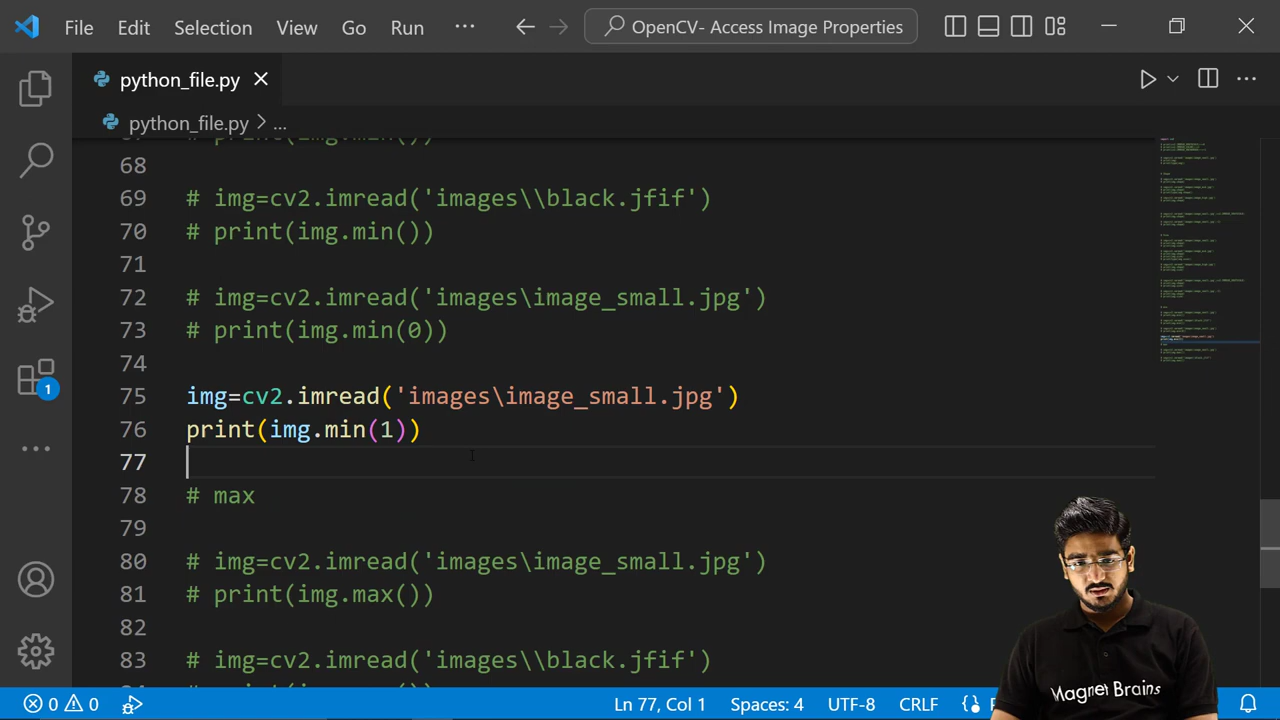 File Edit Selection View Go Run ··· OpenCV- Access Image Properties
python_file.py
python_file.py > ...
# print(img.min())
68
69 # img=cv2.imread('images\\black.jfif')
70 # print(img.min())
71
72 # img=cv2.imread('images\image_small.jpg')
73 # print(img.min(0))
74
75 img=cv2.imread('images\image_small.jpg')
76 print(img.min(1))
77
78 # max
79
80 # img=cv2.imread('images\image_small.jpg')
81 # print(img.max())
82
83 # img=cv2.imread('images\\black.jfif')
1
Magnet Brains
0 0 Ln 77, Col 1 Spaces: 4 UTF-8 CRLF